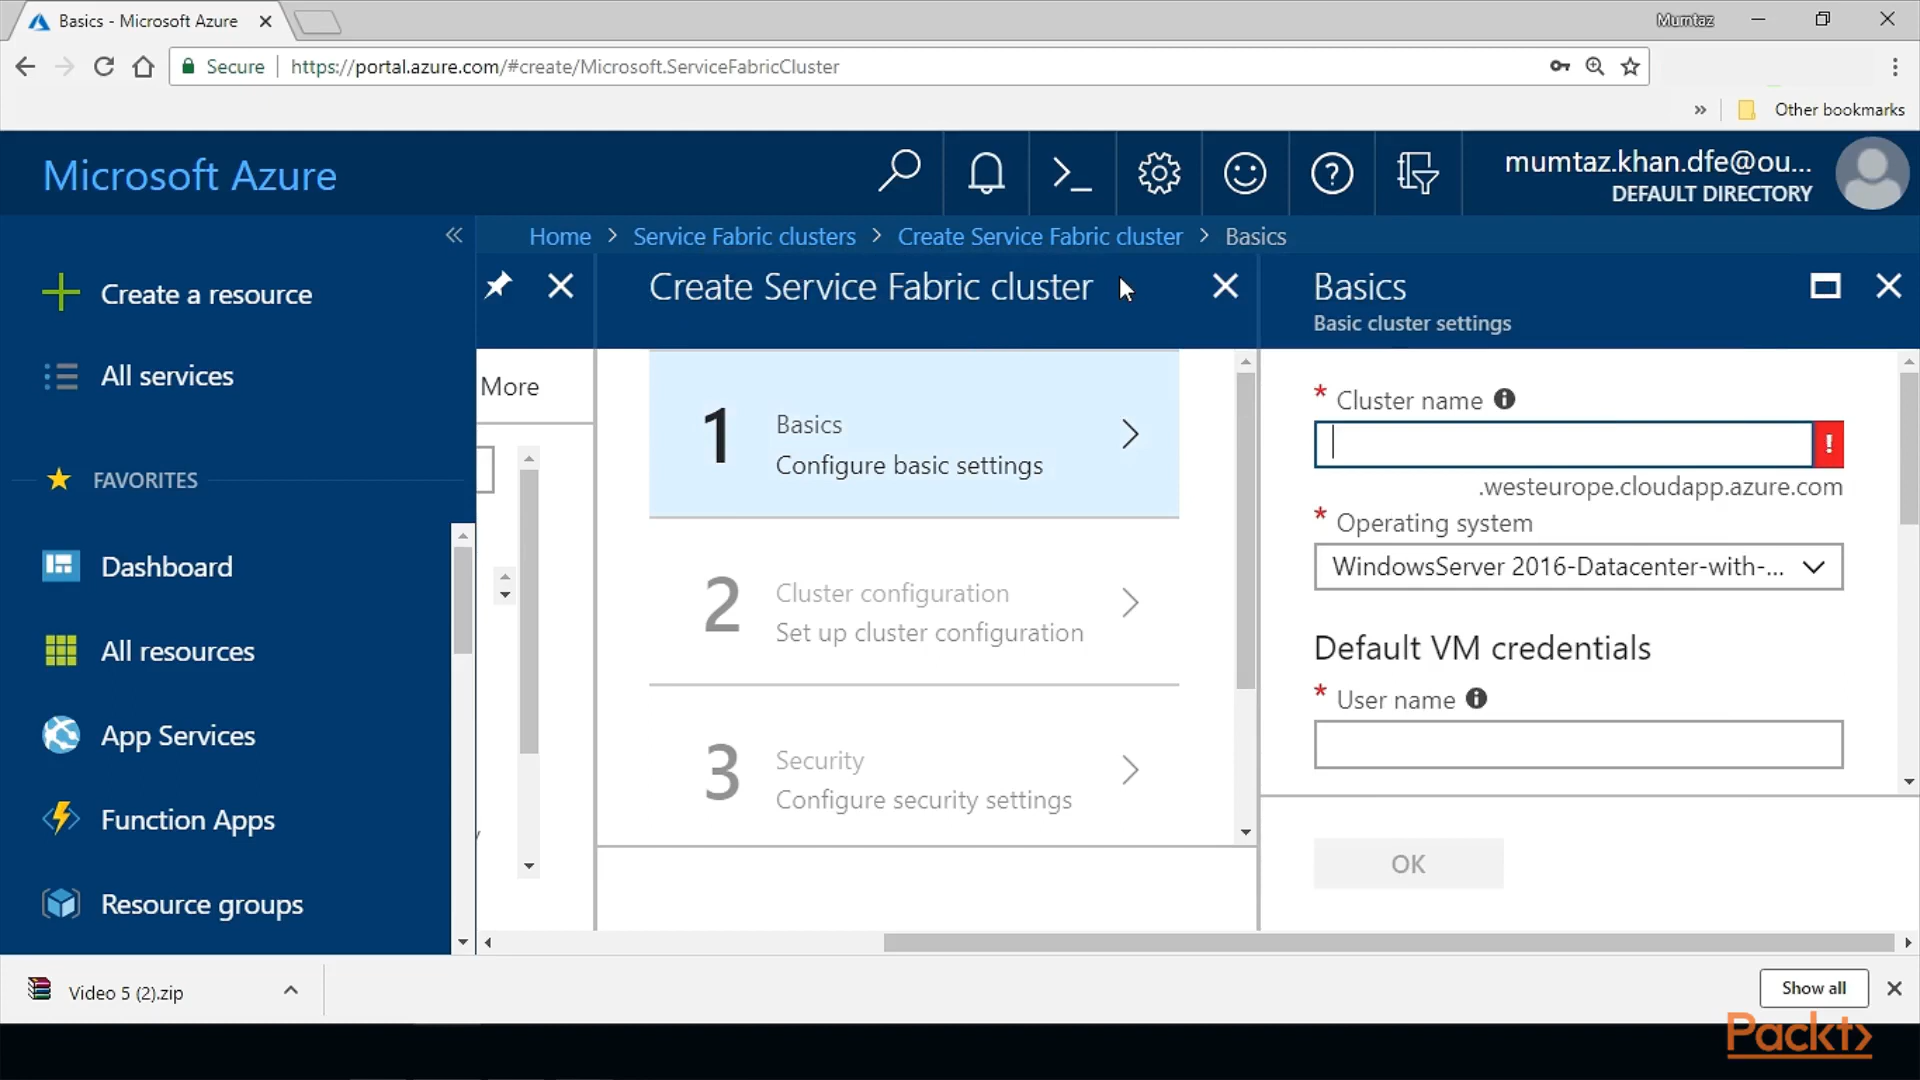 Basics - Microsoft Azure
Mumtaz
Secure
https://portal.azure.com/#create/Microsoft.ServiceFabricCluster
» Other bookmarks
Microsoft Azure
mumtaz.khan.dfe@ou...
DEFAULT DIRECTORY
Home > Service Fabric clusters > Create Service Fabric cluster > Basics
Create a resource
All services
FAVORITES
Dashboard
All resources
App Services
Function Apps
Resource groups
More
Create Service Fabric cluster
1
Basics
Configure basic settings
2
Cluster configuration
Set up cluster configuration
3
Security
Configure security settings
Basics
Basic cluster settings
* Cluster name
!
.westeurope.cloudapp.azure.com
* Operating system
WindowsServer 2016-Datacenter-with-...
Default VM credentials
* User name
OK
Video 5 (2).zip
Show all
Packt>